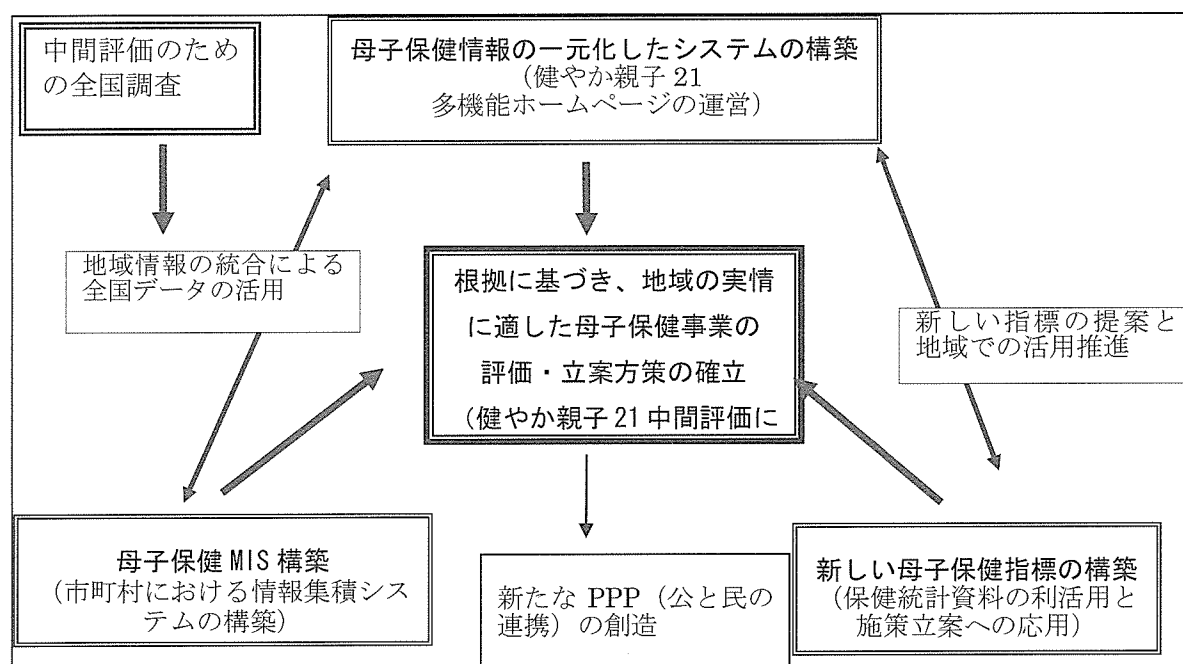 中間評価のため
の全国調査
母子保健情報の一元化したシステムの構築
(健やか親子 21
多機能ホームページの運営)
地域情報の統合による
全国データの活用
根拠に基づき、地域の実情
に適した母子保健事業の
評価・立案方策の確立
(健やか親子 21 中間評価に
新しい指標の提案と
地域での活用推進
母子保健 MIS 構築
(市町村における情報集積シス
テムの構築)
新たな PPP (公と民の
連携) の創造
新しい母子保健指標の構築
(保健統計資料の利活用と
施策立案への応用)